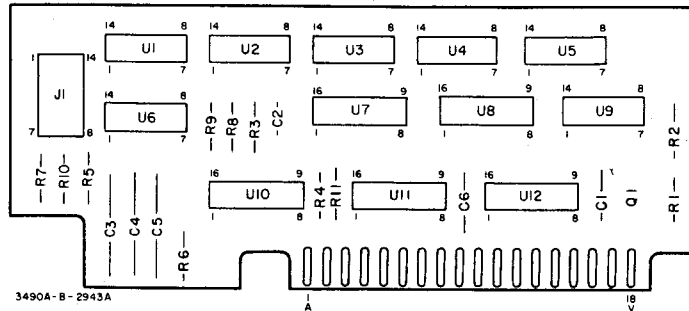 14 8 14 8 14 8 14 8 14 8
U1 U2 U3 U4 U5
1 14 1 7 1 7 1 7 1 7 1 7
J1
14 8 16 9 16 9 14 8
U6 R9 R8 R3 C2 U7 U8 U9 R2
7 8 1 7 1 8 1 8 1 7
R7 R10 R5
16 9 16 9 16 9
C3 C4 C5 U10 R4 R11 U11 C6 U12 C1 Q1 R1
1 8 1 8 1 8
R6
3490A-B-2943A
1 18
A V